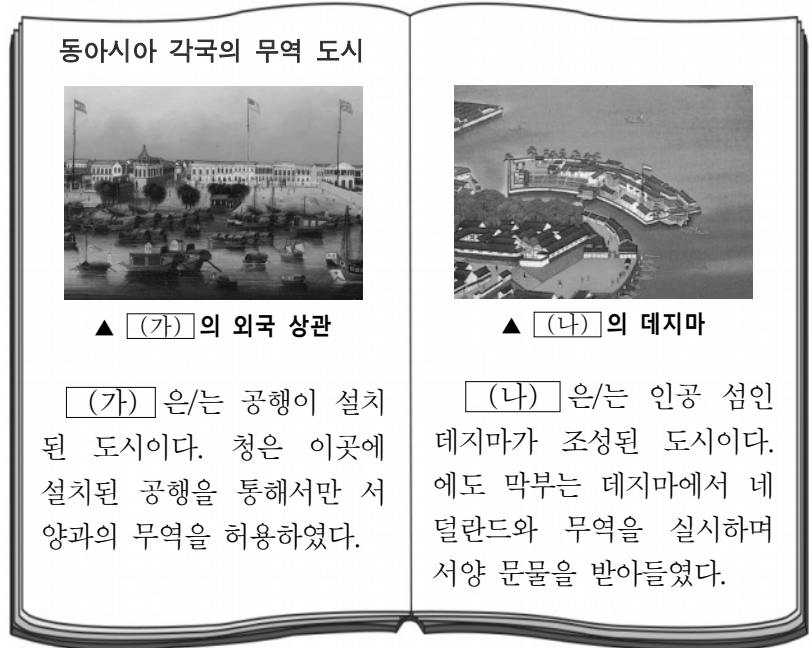 동아시아 각국의 무역 도시
▲ (가) 의 외국 상관
(가) 은/는 공행이 설치
된 도시이다. 청은 이곳에
설치된 공행을 통해서만 서
양과의 무역을 허용하였다.
▲ (나) 의 데지마
(나) 은/는 인공 섬인
데지마가 조성된 도시이다.
에도 막부는 데지마에서 네
덜란드와 무역을 실시하며
서양 문물을 받아들였다.